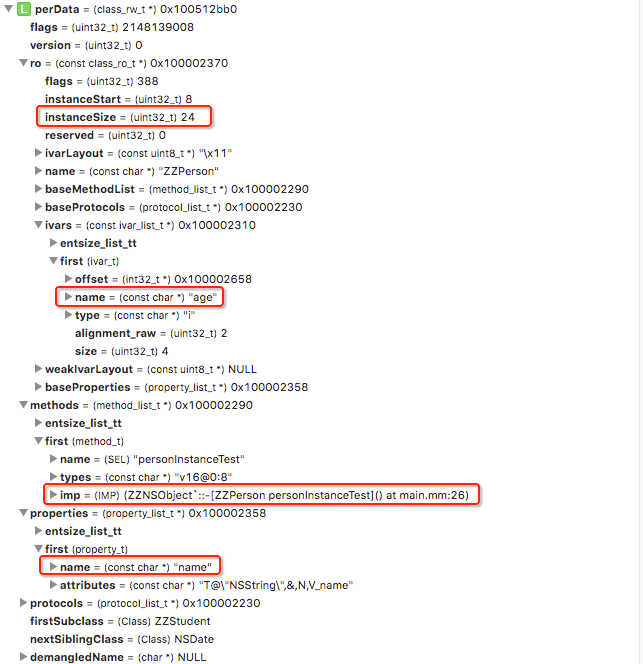 L perData = (class_rw_t *) 0x100512bb0
flags = (uint32_t) 2148139008
version = (uint32_t) 0
ro = (const class_ro_t *) 0x100002370
flags = (uint32_t) 388
instanceStart = (uint32_t) 8
instanceSize = (uint32_t) 24
reserved = (uint32_t) 0
ivarLayout = (const uint8_t *) "\x11"
name = (const char *) "ZZPerson"
baseMethodList = (method_list_t *) 0x100002290
baseProtocols = (protocol_list_t *) 0x100002230
ivars = (const ivar_list_t *) 0x100002310
entsize_list_tt
first (ivar_t)
offset = (int32_t *) 0x100002658
name = (const char *) "age"
type = (const char *) "i"
alignment_raw = (uint32_t) 2
size = (uint32_t) 4
weakIvarLayout = (const uint8_t *) NULL
baseProperties = (property_list_t *) 0x100002358
methods = (method_list_t *) 0x100002290
entsize_list_tt
first (method_t)
name = (SEL) "personInstanceTest"
types = (const char *) "v16@0:8"
imp = (IMP) (ZZNSObject`::-[ZZPerson personInstanceTest]() at main.mm:26)
properties = (property_list_t *) 0x100002358
entsize_list_tt
first (property_t)
name = (const char *) "name"
attributes = (const char *) "T@\"NSString\",&,N,V_name"
protocols = (protocol_list_t *) 0x100002230
firstSubclass = (Class) ZZStudent
nextSiblingClass = (Class) NSDate
demangledName = (char *) NULL